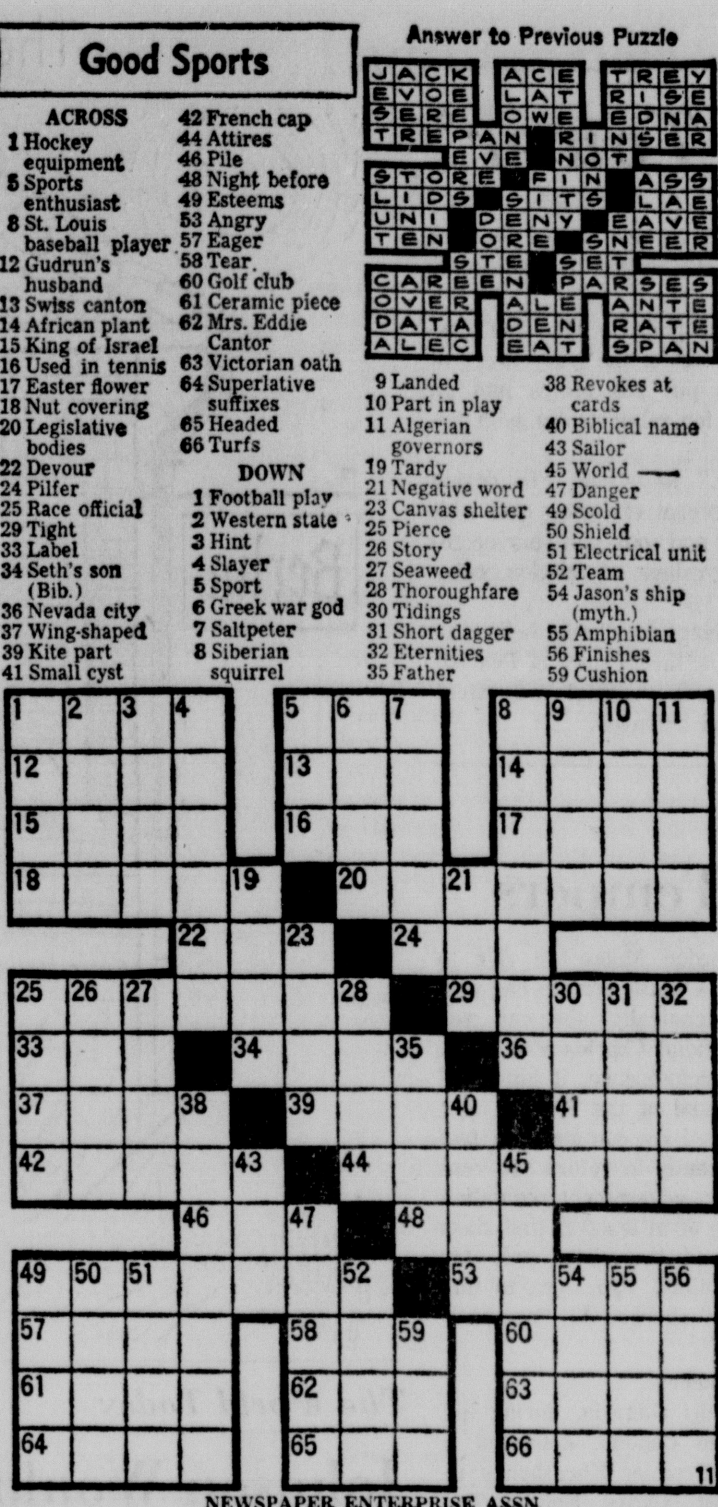 Good Sports
ACROSS
1 Hockey
equipment
5 Sports
enthusiast
8 St. Louis
baseball player
12 Gudrun's
husband
13 Swiss canton
14 African plant
15 King of Israel
16 Used in tennis
17 Easter flower
18 Nut covering
20 Legislative
bodies
22 Devour
24 Pilfer
25 Race official
29 Tight
33 Label
34 Seth's son
(Bib.)
36 Nevada city
37 Wing-shaped
39 Kite part
41 Small cyst
42 French cap
44 Attires
46 Pile
48 Night before
49 Esteems
53 Angry
57 Eager
58 Tear
60 Golf club
61 Ceramic piece
62 Mrs. Eddie
Cantor
63 Victorian oath
64 Superlative
suffixes
65 Headed
66 Turfs
DOWN
1 Football play
2 Western state
3 Hint
4 Slayer
5 Sport
6 Greek war god
7 Saltpeter
8 Siberian
squirrel
Answer to Previous Puzzle
JACK ACE TREY
EVOE LAT RISE
SERE OWE EDNA
TREPAN RINSER
EVE NOT
STORE FIN ASS
LIDS SITS LAE
UNI DENY EAVE
TEN ORE SNEER
STE SET
CAREEN PARSES
OVER ALE ANTE
DATA DEN RATE
ALEC EAT SPAN
9 Landed
10 Part in play
11 Algerian
governors
19 Tardy
21 Negative word
23 Canvas shelter
25 Pierce
26 Story
27 Seaweed
28 Thoroughfare
30 Tidings
31 Short dagger
32 Eternities
35 Father
38 Revokes at
cards
40 Biblical name
43 Sailor
45 World —
47 Danger
49 Scold
50 Shield
51 Electrical unit
52 Team
54 Jason's ship
(myth.)
55 Amphibian
56 Finishes
59 Cushion
1 2 3 4 5 6 7 8 9 10 11
12 13 14
15 16 17
18 19 20 21
22 23 24
25 26 27 28 29 30 31 32
33 34 35 36
37 38 39 40 41
42 43 44 45
46 47 48
49 50 51 52 53 54 55 56
57 58 59 60
61 62 63
64 65 66
11
NEWSPAPER ENTERPRISE ASSN